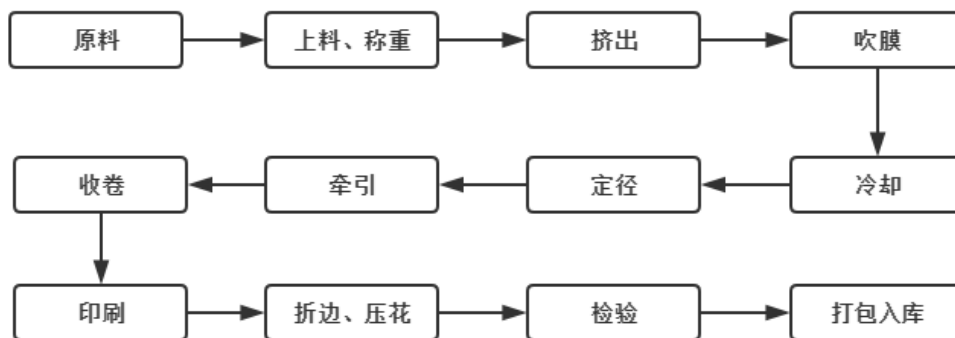 原料
上料、称重
挤出
吹膜
冷却
定径
牵引
收卷
印刷
折边、压花
检验
打包入库